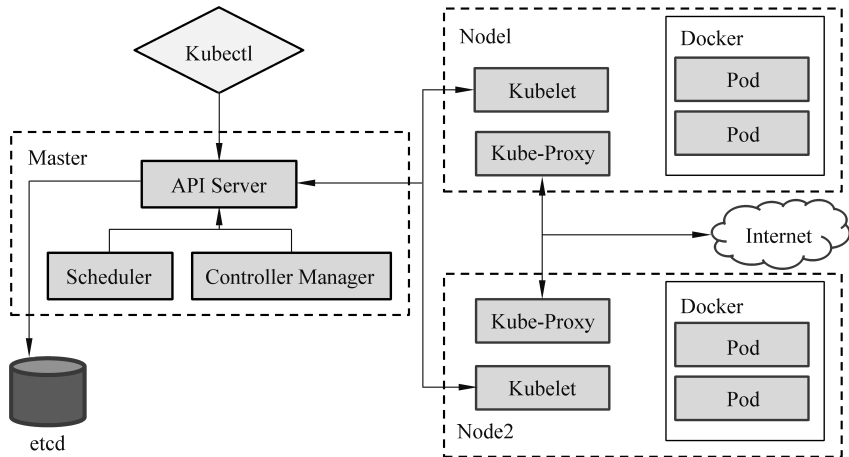 Kubectl
Master
API Server
Scheduler
Controller Manager
etcd
Nodel
Kubelet
Kube-Proxy
Docker
Pod
Pod
Internet
Kube-Proxy
Kubelet
Node2
Docker
Pod
Pod